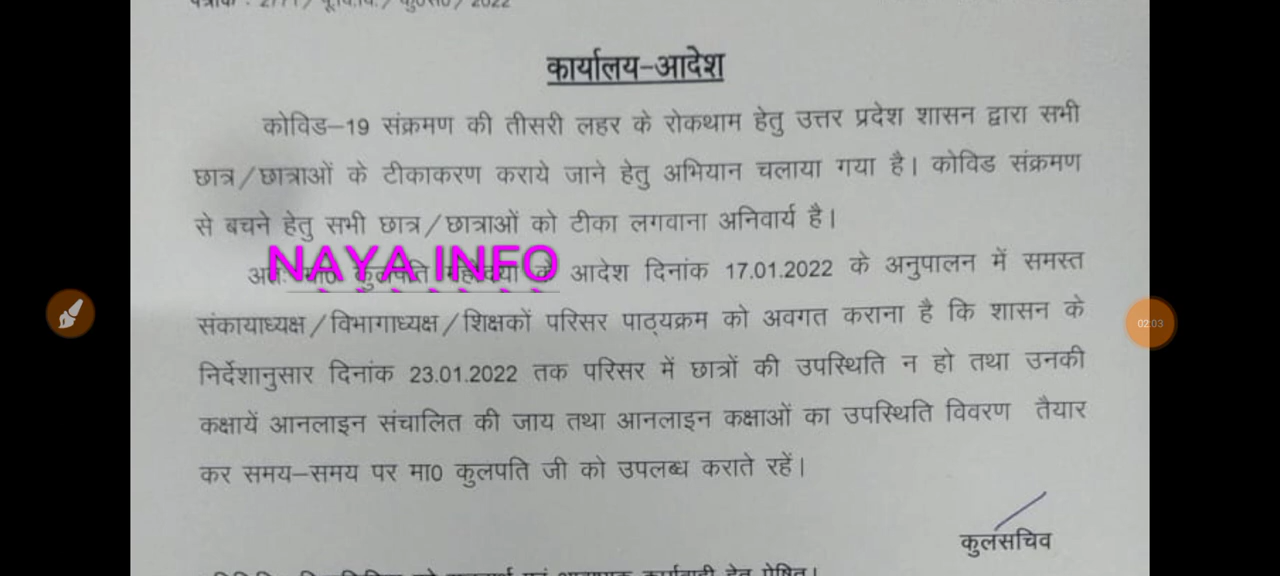 कार्यालय-आदेश
कोविड-19 संक्रमण की तीसरी लहर के रोकथाम हेतु उत्तर प्रदेश शासन द्वारा सभी
छात्र/छात्राओं के टीकाकरण कराये जाने हेतु अभियान चलाया गया है। कोविड संक्रमण
से बचने हेतु सभी छात्र/छात्राओं को टीका लगवाना अनिवार्य है।
NAYA INFO
अतः मा0 कुलपति के आदेश दिनांक 17.01.2022 के अनुपालन में समस्त
संकायाध्यक्ष/विभागाध्यक्ष/शिक्षकों परिसर पाठ्यक्रम को अवगत कराना है कि शासन के
02:03
निर्देशानुसार दिनांक 23.01.2022 तक परिसर में छात्रों की उपस्थिति न हो तथा उनकी
कक्षायें आनलाइन संचालित की जाय तथा आनलाइन कक्षाओं का उपस्थिति विवरण तैयार
कर समय-समय पर मा0 कुलपति जी को उपलब्ध कराते रहें।
कुलसचिव